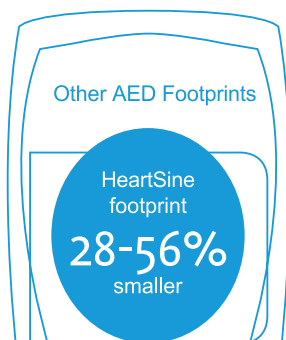 Other AED Footprints
HeartSine
footprint
28-56%
smaller